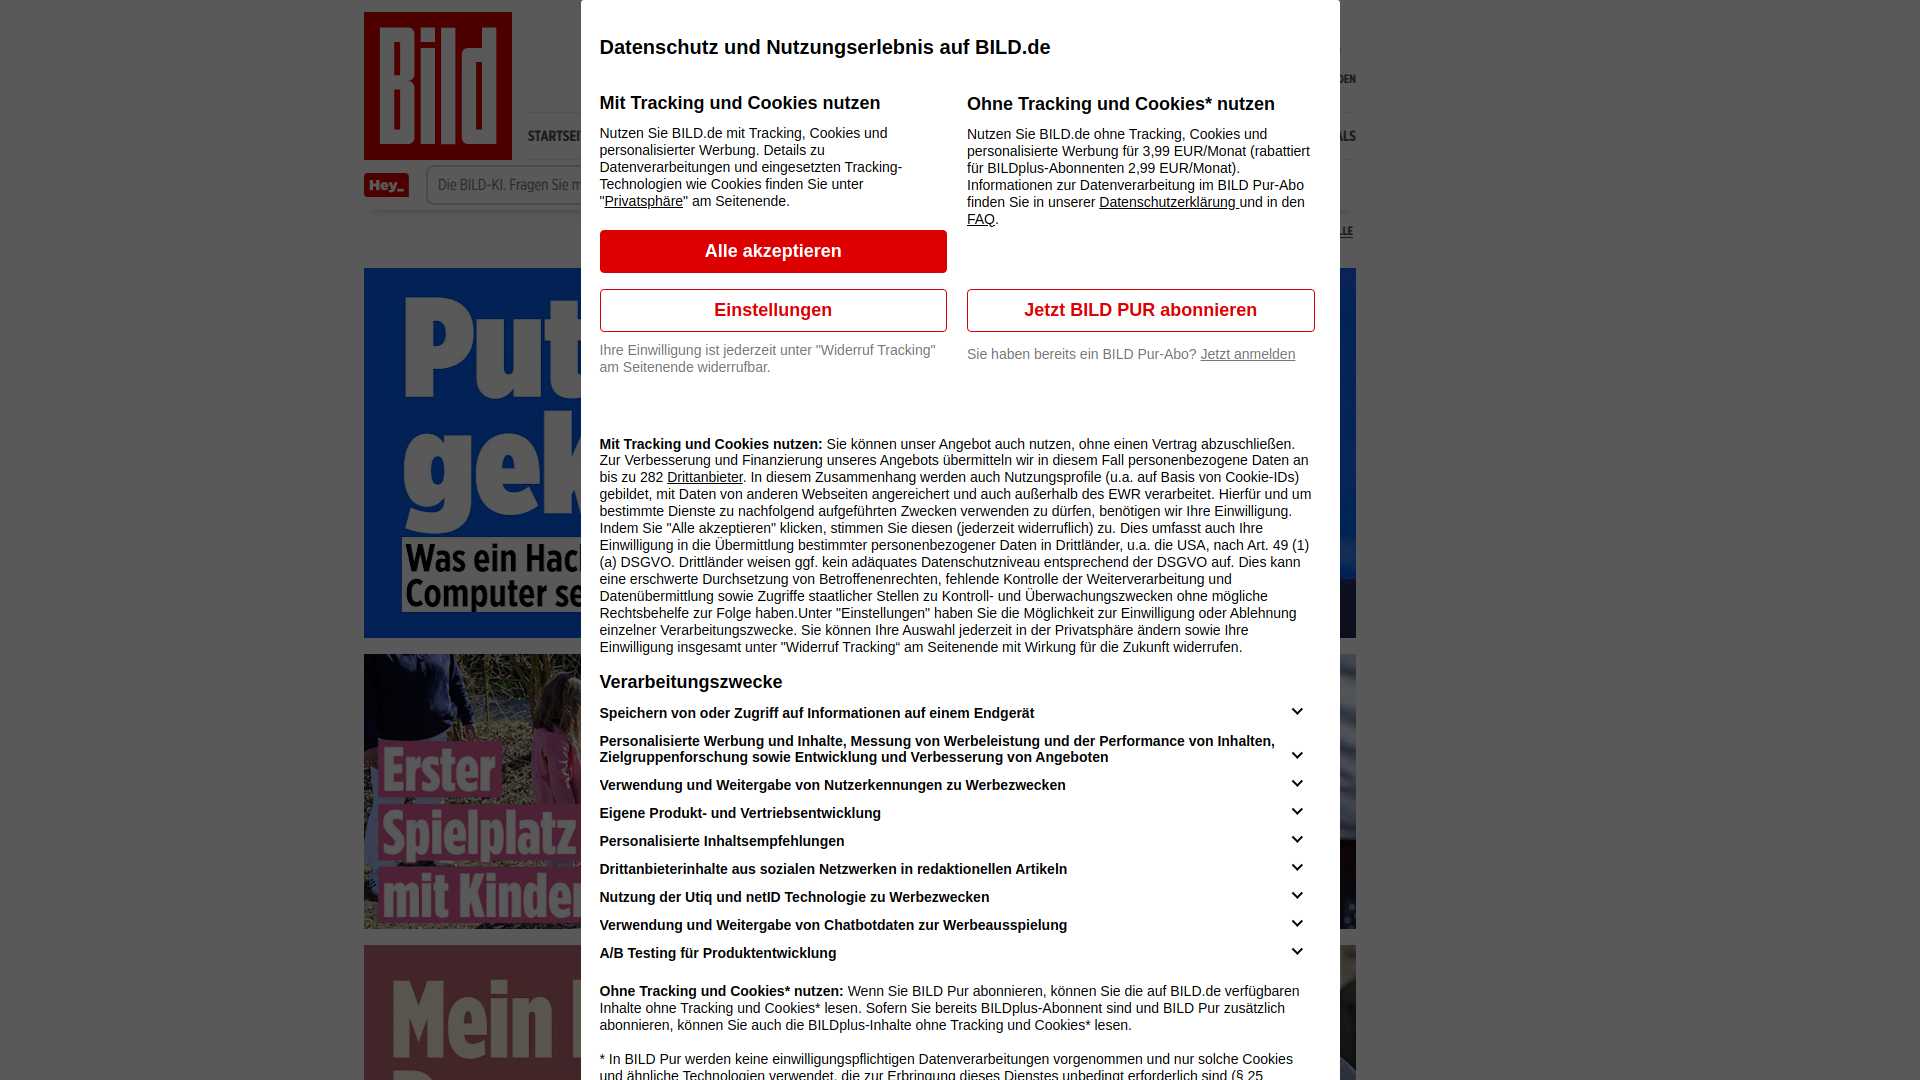 Bild
STARTSEI
Hey_
Die BILD-KI. Fragen Sie m
DEN
ALS
LLE
Datenschutz und Nutzungserlebnis auf BILD.de
Mit Tracking und Cookies nutzen
Nutzen Sie BILD.de mit Tracking, Cookies und
personalisierter Werbung. Details zu
Datenverarbeitungen und eingesetzten Tracking-
Technologien wie Cookies finden Sie unter
"Privatsphäre" am Seitenende.
Alle akzeptieren
Einstellungen
Ihre Einwilligung ist jederzeit unter "Widerruf Tracking"
am Seitenende widerrufbar.
Ohne Tracking und Cookies* nutzen
Nutzen Sie BILD.de ohne Tracking, Cookies und
personalisierte Werbung für 3,99 EUR/Monat (rabattiert
für BILDplus-Abonnenten 2,99 EUR/Monat).
Informationen zur Datenverarbeitung im BILD Pur-Abo
finden Sie in unserer Datenschutzerklärung und in den
FAQ.
Jetzt BILD PUR abonnieren
Sie haben bereits ein BILD Pur-Abo? Jetzt anmelden
Mit Tracking und Cookies nutzen: Sie können unser Angebot auch nutzen, ohne einen Vertrag abzuschließen.
Zur Verbesserung und Finanzierung unseres Angebots übermitteln wir in diesem Fall personenbezogene Daten an
bis zu 282 Drittanbieter. In diesem Zusammenhang werden auch Nutzungsprofile (u.a. auf Basis von Cookie-IDs)
gebildet, mit Daten von anderen Webseiten angereichert und auch außerhalb des EWR verarbeitet. Hierfür und um
bestimmte Dienste zu nachfolgend aufgeführten Zwecken verwenden zu dürfen, benötigen wir Ihre Einwilligung.
Indem Sie "Alle akzeptieren" klicken, stimmen Sie diesen (jederzeit widerruflich) zu. Dies umfasst auch Ihre
Einwilligung in die Übermittlung bestimmter personenbezogener Daten in Drittländer, u.a. die USA, nach Art. 49 (1)
(a) DSGVO. Drittländer weisen ggf. kein adäquates Datenschutzniveau entsprechend der DSGVO auf. Dies kann
eine erschwerte Durchsetzung von Betroffenenrechten, fehlende Kontrolle der Weiterverarbeitung und
Datenübermittlung sowie Zugriffe staatlicher Stellen zu Kontroll- und Überwachungszwecken ohne mögliche
Rechtsbehelfe zur Folge haben.Unter "Einstellungen" haben Sie die Möglichkeit zur Einwilligung oder Ablehnung
einzelner Verarbeitungszwecke. Sie können Ihre Auswahl jederzeit in der Privatsphäre ändern sowie Ihre
Einwilligung insgesamt unter "Widerruf Tracking“ am Seitenende mit Wirkung für die Zukunft widerrufen.
Verarbeitungszwecke
Speichern von oder Zugriff auf Informationen auf einem Endgerät
Personalisierte Werbung und Inhalte, Messung von Werbeleistung und der Performance von Inhalten,
Zielgruppenforschung sowie Entwicklung und Verbesserung von Angeboten
Verwendung und Weitergabe von Nutzerkennungen zu Werbezwecken
Eigene Produkt- und Vertriebsentwicklung
Personalisierte Inhaltsempfehlungen
Drittanbieterinhalte aus sozialen Netzwerken in redaktionellen Artikeln
Nutzung der Utiq und netID Technologie zu Werbezwecken
Verwendung und Weitergabe von Chatbotdaten zur Werbeausspielung
A/B Testing für Produktentwicklung
Ohne Tracking und Cookies* nutzen: Wenn Sie BILD Pur abonnieren, können Sie die auf BILD.de verfügbaren
Inhalte ohne Tracking und Cookies* lesen. Sofern Sie bereits BILDplus-Abonnent sind und BILD Pur zusätzlich
abonnieren, können Sie auch die BILDplus-Inhalte ohne Tracking und Cookies* lesen.
* In BILD Pur werden keine einwilligungspflichtigen Datenverarbeitungen vorgenommen und nur solche Cookies
und ähnliche Technologien verwendet, die zur Erbringung dieses Dienstes unbedingt erforderlich sind (§ 25
Put
gek
Was ein Hac
Computer se
Erster
Spielplatz
mit Kinder
Mein